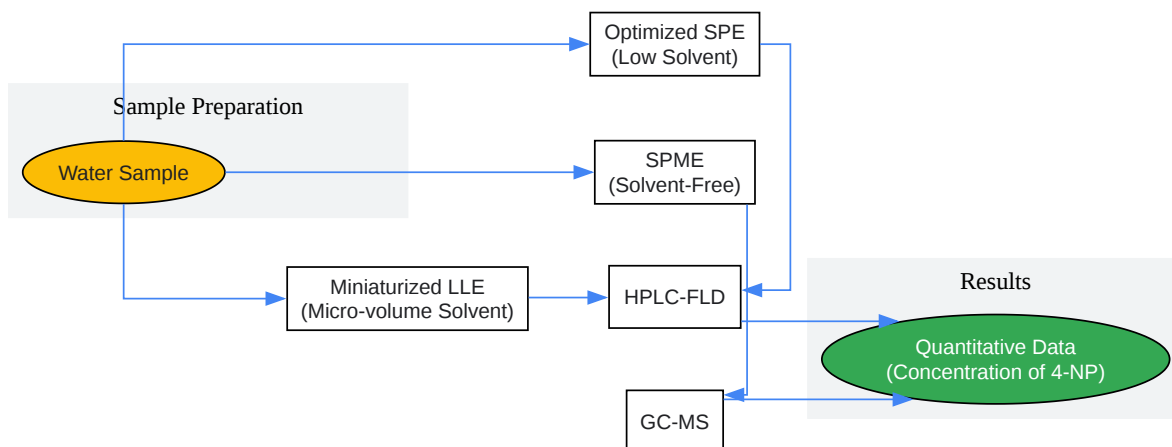 Optimized SPE
(Low Solvent)
Sample Preparation
Water Sample
SPME
(Solvent-Free)
Miniaturized LLE
(Micro-volume Solvent)
HPLC-FLD
Results
Quantitative Data
(Concentration of 4-NP)
GC-MS